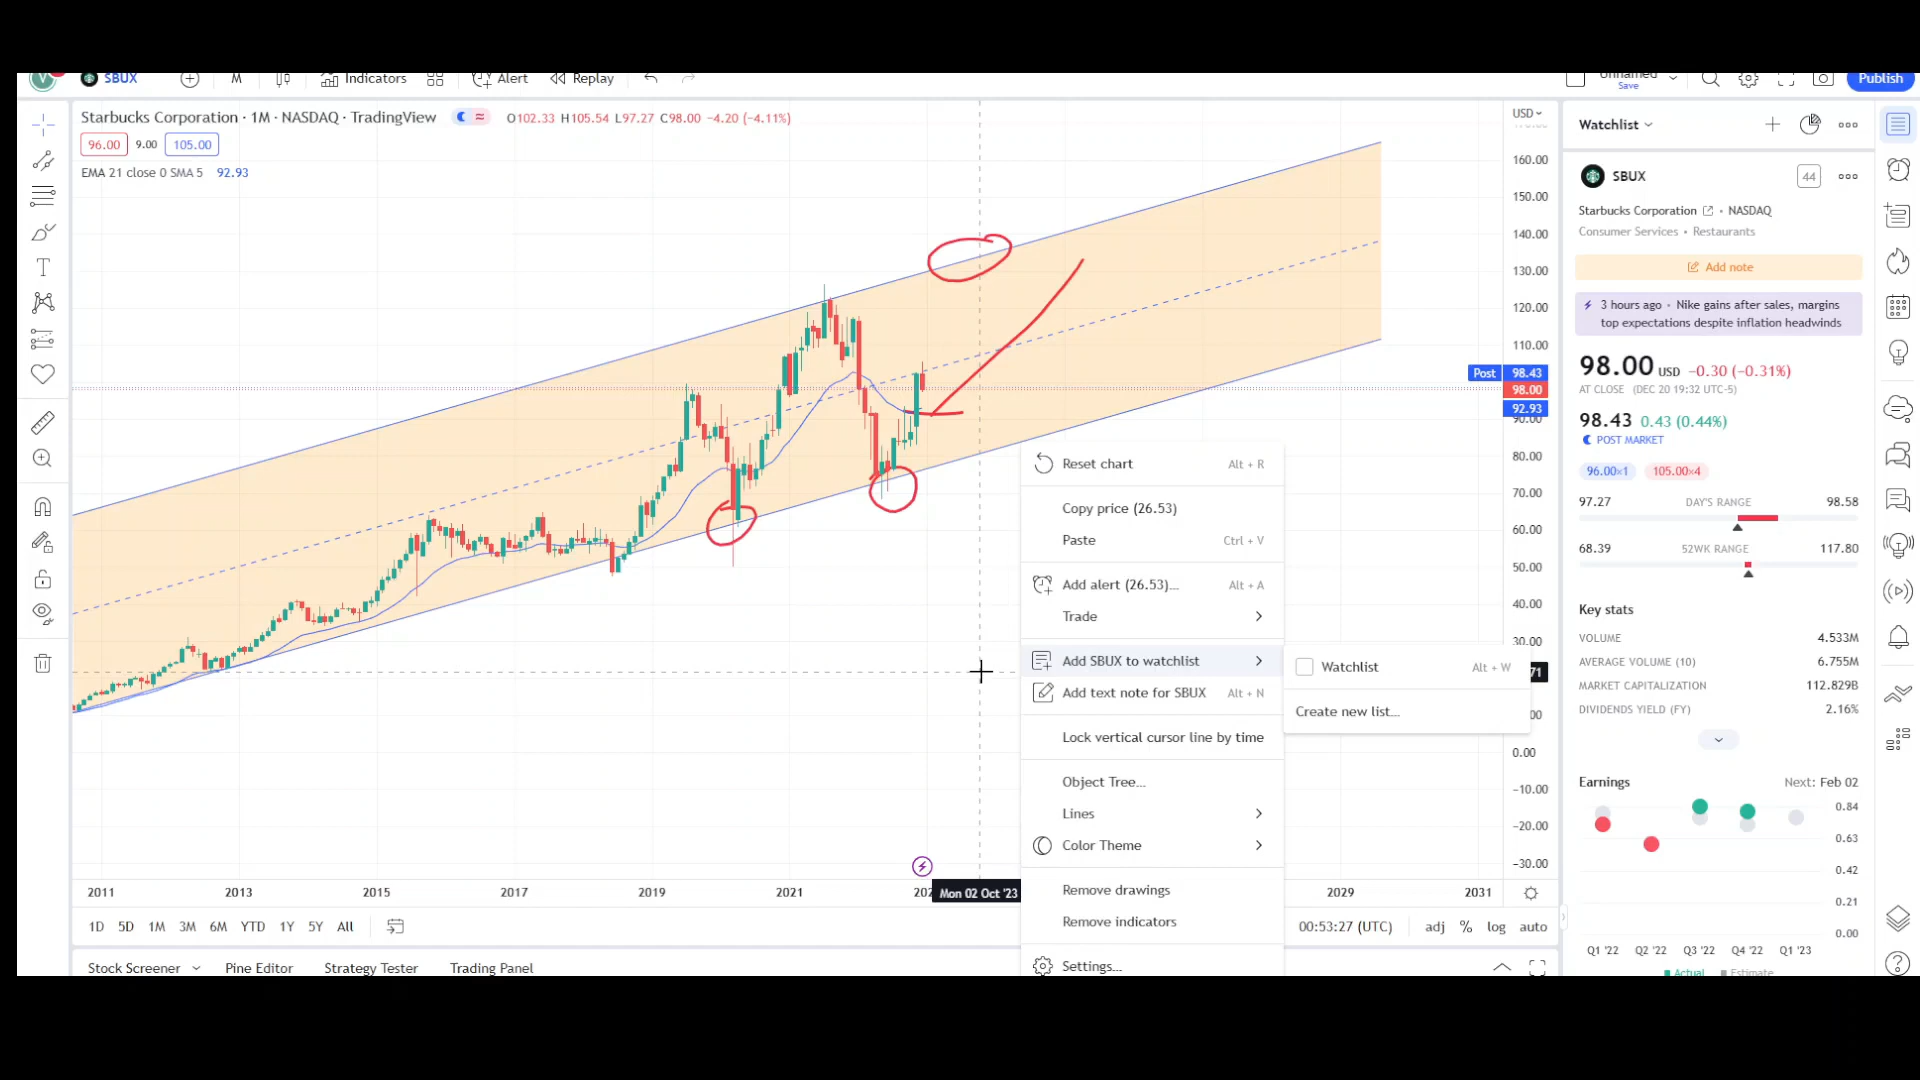 SBUX M Indicators Alert Replay Unnamed Save Publish
Starbucks Corporation · 1M · NASDAQ · TradingView O102.33 H105.54 L97.27 C98.00 −4.20 (−4.11%)
96.00 9.00 105.00
EMA 21 close 0 SMA 5 92.93
USD
160.00
150.00
140.00
130.00
120.00
110.00
Post 98.43
98.00
92.93
90.00
80.00
70.00
60.00
50.00
40.00
30.00
0.00
−10.00
−20.00
−30.00
Reset chart Alt + R
Copy price (26.53)
Paste Ctrl + V
Add alert (26.53)... Alt + A
Trade
Add SBUX to watchlist
Add text note for SBUX Alt + N
Lock vertical cursor line by time
Object Tree...
Lines
Color Theme
Remove drawings
Remove indicators
Settings...
Watchlist Alt + W
Create new list...
2011 2013 2015 2017 2019 2021 Mon 02 Oct '23 2029 2031
1D 5D 1M 3M 6M YTD 1Y 5Y All 00:53:27 (UTC) adj % log auto
Stock Screener Pine Editor Strategy Tester Trading Panel
Watchlist
SBUX 44
Starbucks Corporation • NASDAQ
Consumer Services • Restaurants
Add note
3 hours ago · Nike gains after sales, margins
top expectations despite inflation headwinds
98.00 USD −0.30 (−0.31%)
AT CLOSE (DEC 20 19:32 UTC-5)
98.43 0.43 (0.44%)
POST MARKET
96.00×1 105.00×4
97.27 DAY'S RANGE 98.58
68.39 52WK RANGE 117.80
Key stats
VOLUME 4.533M
AVERAGE VOLUME (10) 6.755M
MARKET CAPITALIZATION 112.829B
DIVIDENDS YIELD (FY) 2.16%
Earnings Next: Feb 02
0.84
0.63
0.42
0.21
0.00
Q1 '22 Q2 '22 Q3 '22 Q4 '22 Q1 '23
Actual Estimate